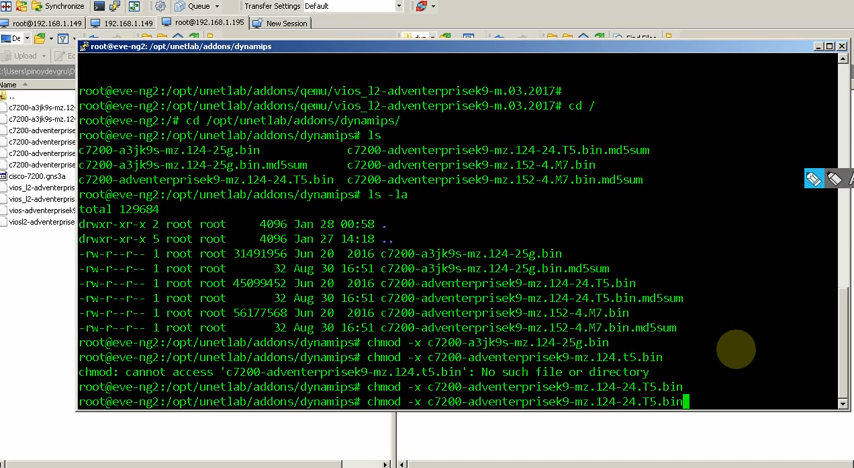 Synchronize
Queue
Transfer Settings
Default
root@192.168.1.149
192.168.1.149
root@192.168.1.195
New Session
De
dyn
Find Files
Upload
root@eve-ng2: /opt/unetlab/addons/dynamips
Name
..
c7200-a3jk9s-mz.12
c7200-a3jk9s-mz.124
c7200-adventerprisek
c7200-adventerprisek
c7200-adventerprisek
c7200-adventerprisek
cisco-7200.gns3a
vios_l2-adventerpris
vios_l2-adventerpris
vios-adventerprisek9
viosl2-adventerprisek
root@eve-ng2:/opt/unetlab/addons/qemu/vios_l2-adventerprisek9-m.03.2017#
root@eve-ng2:/opt/unetlab/addons/qemu/vios_l2-adventerprisek9-m.03.2017# cd /
root@eve-ng2:/# cd /opt/unetlab/addons/dynamips/
root@eve-ng2:/opt/unetlab/addons/dynamips# ls
c7200-a3jk9s-mz.124-25g.bin c7200-adventerprisek9-mz.124-24.T5.bin.md5sum
c7200-a3jk9s-mz.124-25g.bin.md5sum c7200-adventerprisek9-mz.152-4.M7.bin
c7200-adventerprisek9-mz.124-24.T5.bin c7200-adventerprisek9-mz.152-4.M7.bin.md5sum
root@eve-ng2:/opt/unetlab/addons/dynamips# ls -la
total 129684
drwxr-xr-x 2 root root 4096 Jan 28 00:58 .
drwxr-xr-x 5 root root 4096 Jan 27 14:18 ..
-rw-r--r-- 1 root root 31491956 Jun 20 2016 c7200-a3jk9s-mz.124-25g.bin
-rw-r--r-- 1 root root 32 Aug 30 16:51 c7200-a3jk9s-mz.124-25g.bin.md5sum
-rw-r--r-- 1 root root 45099452 Jun 20 2016 c7200-adventerprisek9-mz.124-24.T5.bin
-rw-r--r-- 1 root root 32 Aug 30 16:51 c7200-adventerprisek9-mz.124-24.T5.bin.md5sum
-rw-r--r-- 1 root root 56177568 Jun 20 2016 c7200-adventerprisek9-mz.152-4.M7.bin
-rw-r--r-- 1 root root 32 Aug 30 16:51 c7200-adventerprisek9-mz.152-4.M7.bin.md5sum
root@eve-ng2:/opt/unetlab/addons/dynamips# chmod -x c7200-a3jk9s-mz.124-25g.bin
root@eve-ng2:/opt/unetlab/addons/dynamips# chmod -x c7200-adventerprisek9-mz.124.t5.bin
chmod: cannot access 'c7200-adventerprisek9-mz.124.t5.bin': No such file or directory
root@eve-ng2:/opt/unetlab/addons/dynamips# chmod -x c7200-adventerprisek9-mz.124-24.T5.bin
root@eve-ng2:/opt/unetlab/addons/dynamips# chmod -x c7200-adventerprisek9-mz.124-24.T5.bin